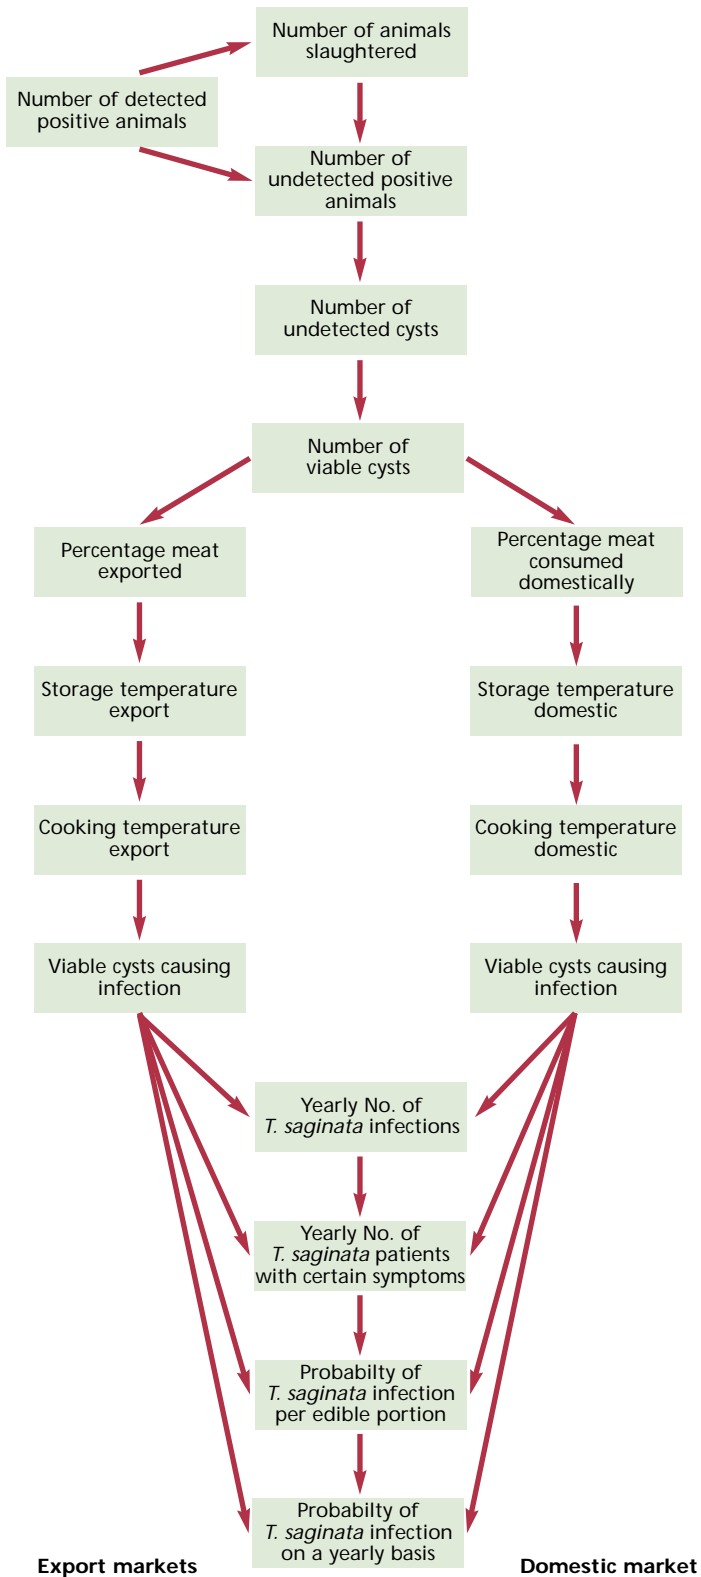 Number of animals
slaughtered
Number of detected
positive animals
Number of
undetected positive
animals
Number of
undetected cysts
Number of
viable cysts
Percentage meat
exported
Percentage meat
consumed
domestically
Storage temperature
export
Storage temperature
domestic
Cooking temperature
export
Cooking temperature
domestic
Viable cysts causing
infection
Viable cysts causing
infection
Yearly No. of
T. saginata infections
Yearly No. of
T. saginata patients
with certain symptoms
Probabilty of
T. saginata infection
per edible portion
Probabilty of
T. saginata infection
on a yearly basis
Export markets
Domestic market